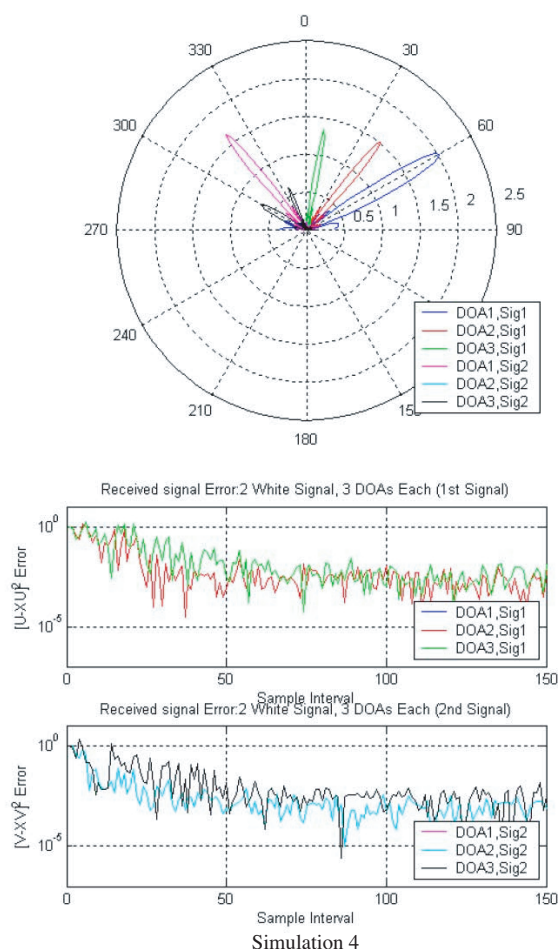 0
330
30
300
60
0.5
1
1.5
2
2.5
270
90
DOA1,Sig1
DOA2,Sig1
DOA3,Sig1
DOA1,Sig2
DOA2,Sig2
DOA3,Sig2
240
210
180
Received signal Error:2 White Signal, 3 DOAs Each (1st Signal)
10^0
[U-XU]^2 Error
10^-5
DOA1,Sig1
DOA2,Sig1
DOA3,Sig1
0
50
100
150
Sample Interval
Received signal Error:2 White Signal, 3 DOAs Each (2nd Signal)
10^0
[V-XV]^2 Error
10^-5
DOA1,Sig2
DOA2,Sig2
DOA3,Sig2
0
50
100
150
Sample Interval
Simulation 4